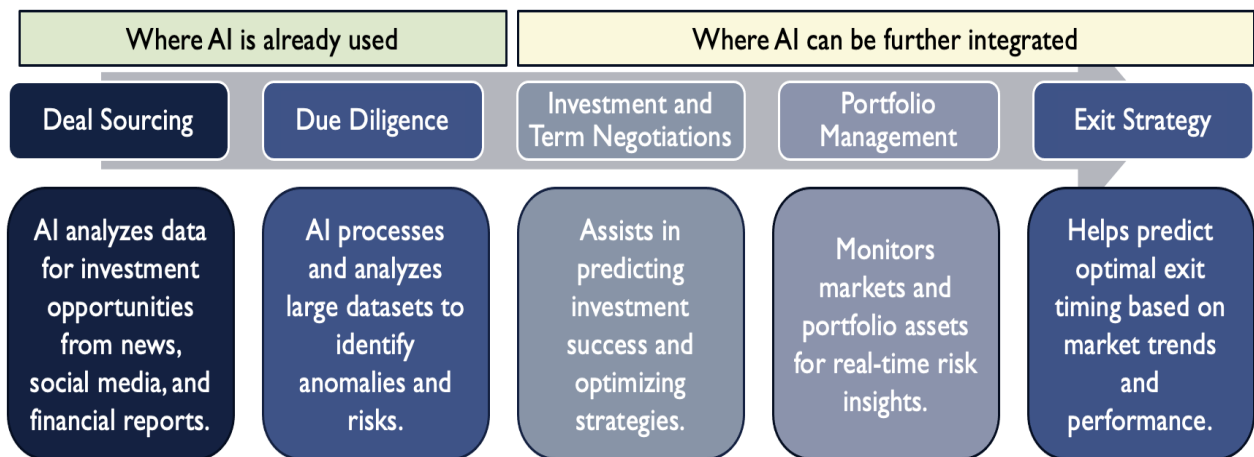 Where AI is already used
Where AI can be further integrated
Deal Sourcing
Due Diligence
Investment and
Term Negotiations
Portfolio
Management
Exit Strategy
AI analyzes data
for investment
opportunities
from news,
social media, and
financial reports.
AI processes
and analyzes
large datasets to
identify
anomalies and
risks.
Assists in
predicting
investment
success and
optimizing
strategies.
Monitors
markets and
portfolio assets
for real-time risk
insights.
Helps predict
optimal exit
timing based on
market trends
and
performance.